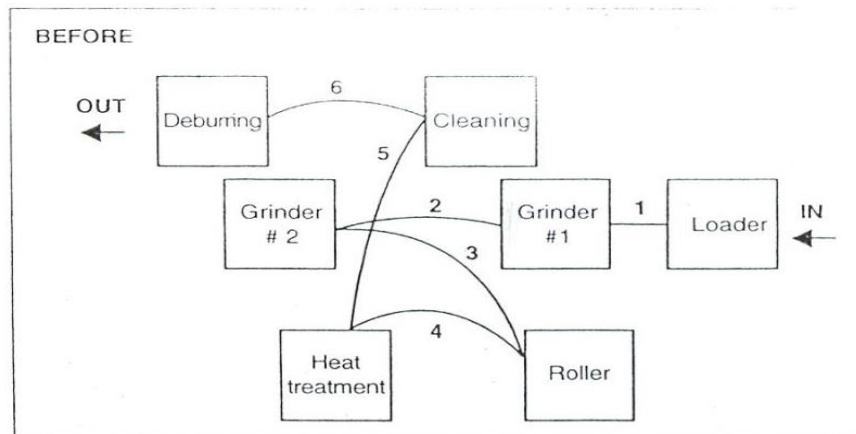 BEFORE
6
OUT
Deburring
Cleaning
5
Grinder
# 2
2
Grinder
#1
1
Loader
IN
3
4
Heat
treatment
Roller